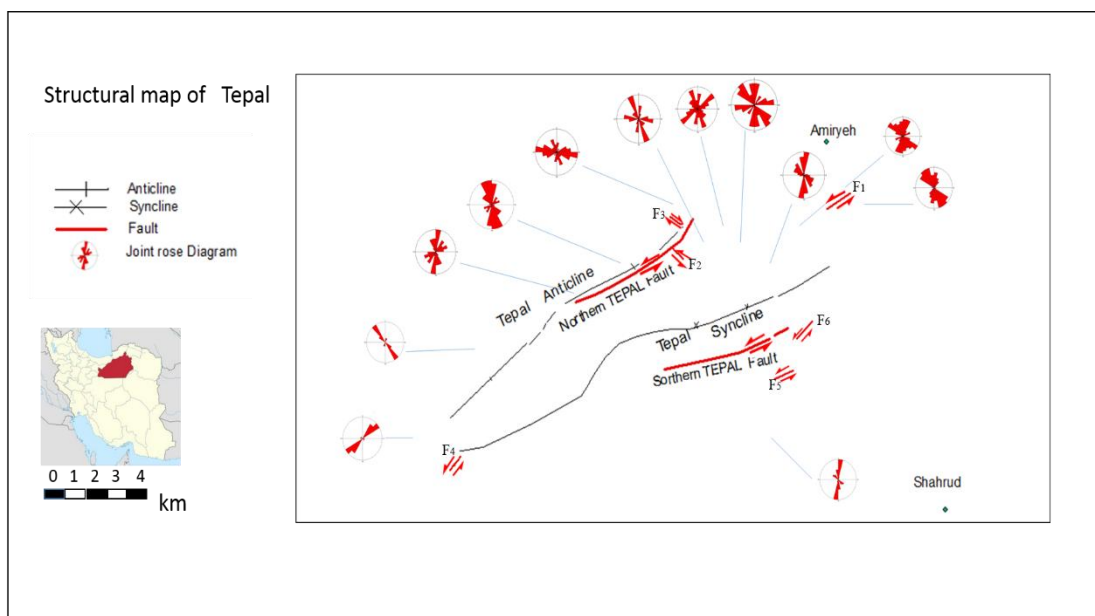 Structural map of Tepal
Anticline
Syncline
Fault
Joint rose Diagram
0 1 2 3 4
km
Amiryeh
F1
F3
F2
Tepal Anticline
Northern TEPAL Fault
Tepal Syncline
F6
Sorthern TEPAL Fault
F5
F4
Shahrud